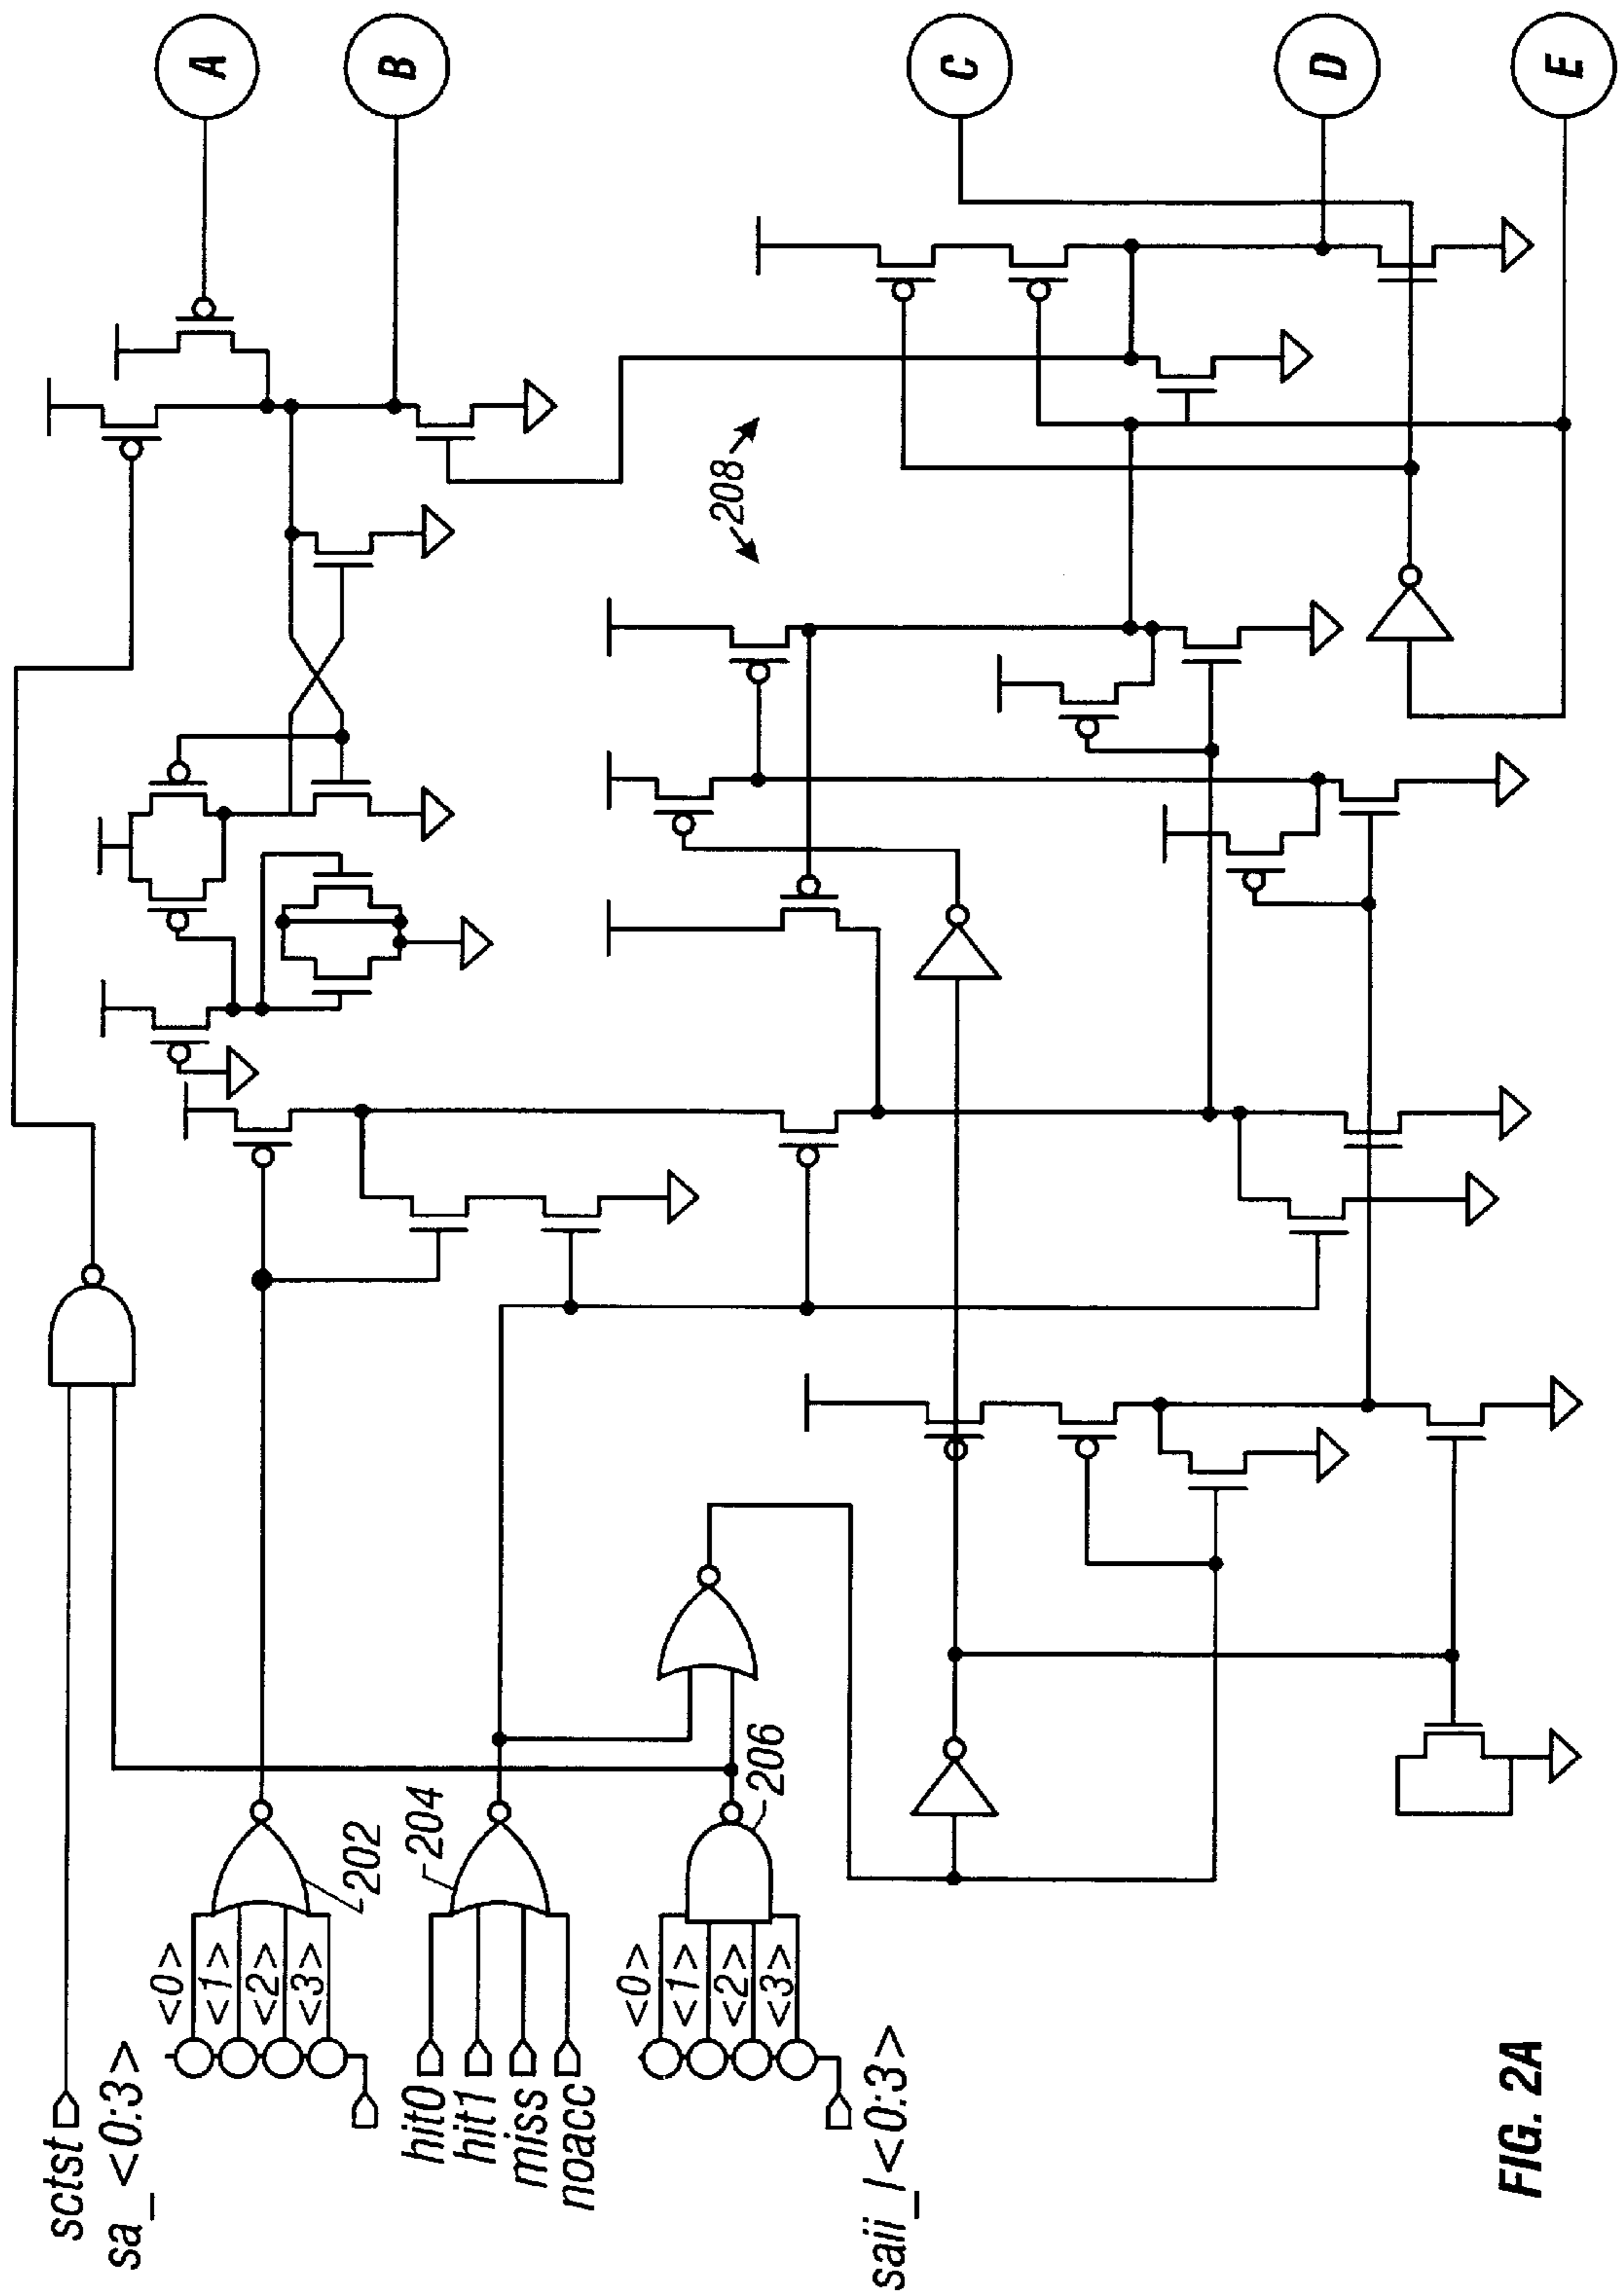 A
B
C
D
E
208
202
204
206
<0>
<1>
<2>
<3>
<0>
<1>
<2>
<3>
sctst
sa_<0:3>
hit0
hit1
miss
noacc
saii_l<0:3>
FIG. 2A